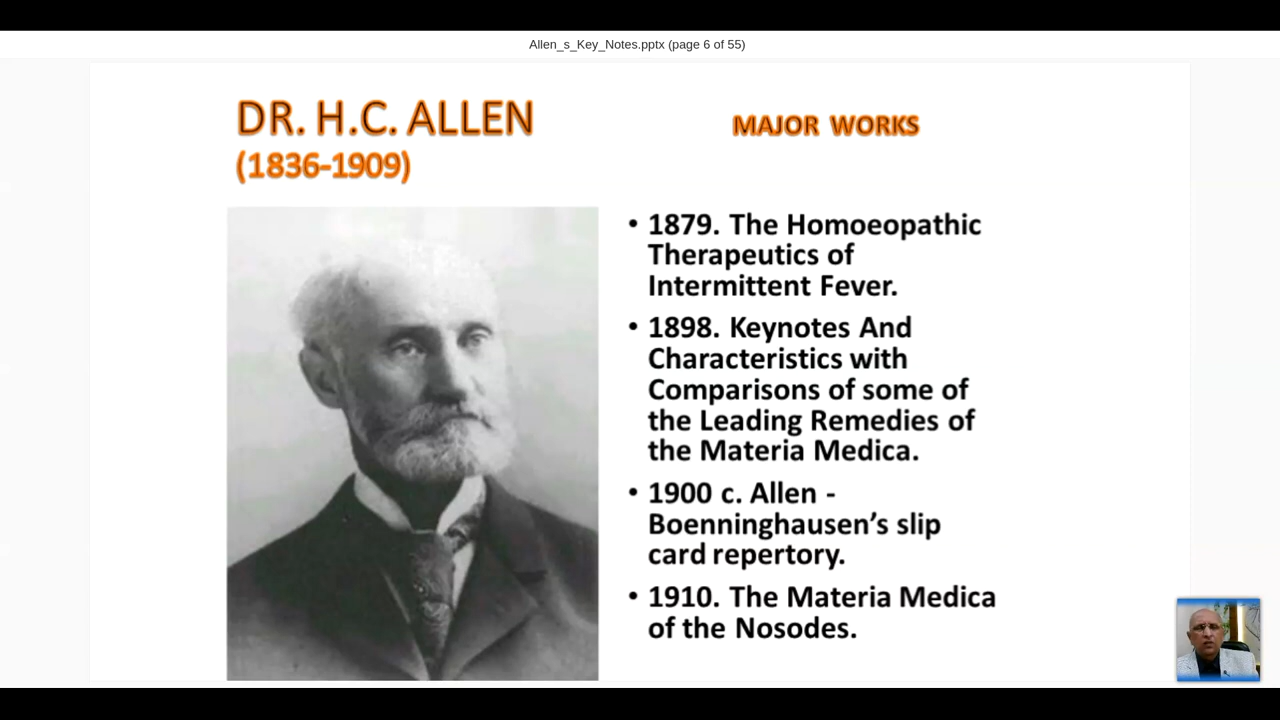 Allen_s_Key_Notes.pptx (page 6 of 55)
DR. H.C. ALLEN
(1836-1909)
MAJOR WORKS
• 1879. The Homoeopathic
Therapeutics of
Intermittent Fever.
• 1898. Keynotes And
Characteristics with
Comparisons of some of
the Leading Remedies of
the Materia Medica.
• 1900 c. Allen -
Boenninghausen’s slip
card repertory.
• 1910. The Materia Medica
of the Nosodes.